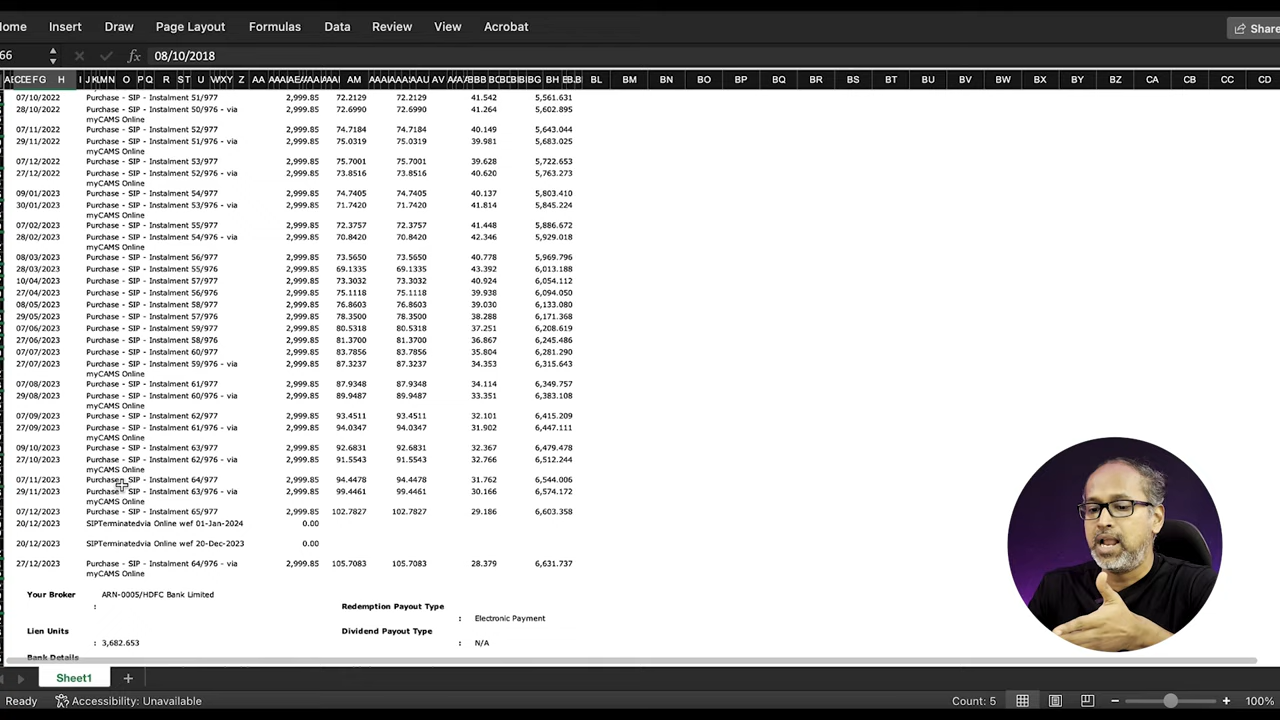 Home Insert Draw Page Layout Formulas Data Review View Acrobat Share
66 fx 08/10/2018
H O R U Z AA AM AV BG BH BL BM BN BO BP BQ BR BS BT BU BV BW BX BY BZ CA CB CC CD
07/10/2022 Purchase - SIP - Instalment 51/977 2,999.85 72.2129 72.2129 41.542 5,561.631
28/10/2022 Purchase - SIP - Instalment 50/976 - via 2,999.85 72.6990 72.6990 41.264 5,602.895
myCAMS Online
07/11/2022 Purchase - SIP - Instalment 52/977 2,999.85 74.7184 74.7184 40.149 5,643.044
29/11/2022 Purchase - SIP - Instalment 51/976 - via 2,999.85 75.0319 75.0319 39.981 5,683.025
myCAMS Online
07/12/2022 Purchase - SIP - Instalment 53/977 2,999.85 75.7001 75.7001 39.628 5,722.653
27/12/2022 Purchase - SIP - Instalment 52/976 - via 2,999.85 73.8516 73.8516 40.620 5,763.273
myCAMS Online
09/01/2023 Purchase - SIP - Instalment 54/977 2,999.85 74.7405 74.7405 40.137 5,803.410
30/01/2023 Purchase - SIP - Instalment 53/976 - via 2,999.85 71.7420 71.7420 41.814 5,845.224
myCAMS Online
07/02/2023 Purchase - SIP - Instalment 55/977 2,999.85 72.3757 72.3757 41.448 5,886.672
28/02/2023 Purchase - SIP - Instalment 54/976 - via 2,999.85 70.8420 70.8420 42.346 5,929.018
myCAMS Online
08/03/2023 Purchase - SIP - Instalment 56/977 2,999.85 73.5650 73.5650 40.778 5,969.796
28/03/2023 Purchase - SIP - Instalment 55/976 2,999.85 69.1335 69.1335 43.392 6,013.188
10/04/2023 Purchase - SIP - Instalment 57/977 2,999.85 73.3032 73.3032 40.924 6,054.112
27/04/2023 Purchase - SIP - Instalment 56/976 2,999.85 75.1118 75.1118 39.938 6,094.050
08/05/2023 Purchase - SIP - Instalment 58/977 2,999.85 76.8603 76.8603 39.030 6,133.080
29/05/2023 Purchase - SIP - Instalment 57/976 2,999.85 78.3500 78.3500 38.288 6,171.368
07/06/2023 Purchase - SIP - Instalment 59/977 2,999.85 80.5318 80.5318 37.251 6,208.619
27/06/2023 Purchase - SIP - Instalment 58/976 2,999.85 81.3700 81.3700 36.867 6,245.486
07/07/2023 Purchase - SIP - Instalment 60/977 2,999.85 83.7856 83.7856 35.804 6,281.290
27/07/2023 Purchase - SIP - Instalment 59/976 - via 2,999.85 87.3237 87.3237 34.353 6,315.643
myCAMS Online
07/08/2023 Purchase - SIP - Instalment 61/977 2,999.85 87.9348 87.9348 34.114 6,349.757
29/08/2023 Purchase - SIP - Instalment 60/976 - via 2,999.85 89.9487 89.9487 33.351 6,383.108
myCAMS Online
07/09/2023 Purchase - SIP - Instalment 62/977 2,999.85 93.4511 93.4511 32.101 6,415.209
27/09/2023 Purchase - SIP - Instalment 61/976 - via 2,999.85 94.0347 94.0347 31.902 6,447.111
myCAMS Online
09/10/2023 Purchase - SIP - Instalment 63/977 2,999.85 92.6831 92.6831 32.367 6,479.478
27/10/2023 Purchase - SIP - Instalment 62/976 - via 2,999.85 91.5543 91.5543 32.766 6,512.244
myCAMS Online
07/11/2023 Purchase - SIP - Instalment 64/977 2,999.85 94.4478 94.4478 31.762 6,544.006
29/11/2023 Purchase - SIP - Instalment 63/976 - via 2,999.85 99.4461 99.4461 30.166 6,574.172
myCAMS Online
07/12/2023 Purchase - SIP - Instalment 65/977 2,999.85 102.7827 102.7827 29.186 6,603.358
20/12/2023 SIPTerminatedvia Online wef 01-Jan-2024 0.00
20/12/2023 SIPTerminatedvia Online wef 20-Dec-2023 0.00
27/12/2023 Purchase - SIP - Instalment 64/976 - via 2,999.85 105.7083 105.7083 28.379 6,631.737
myCAMS Online
Your Broker ARN-0005/HDFC Bank Limited
: Redemption Payout Type
: Electronic Payment
Lien Units Dividend Payout Type
: 3,682.653 : N/A
Bank Details
Sheet1
Ready Accessibility: Unavailable Count: 5 100%